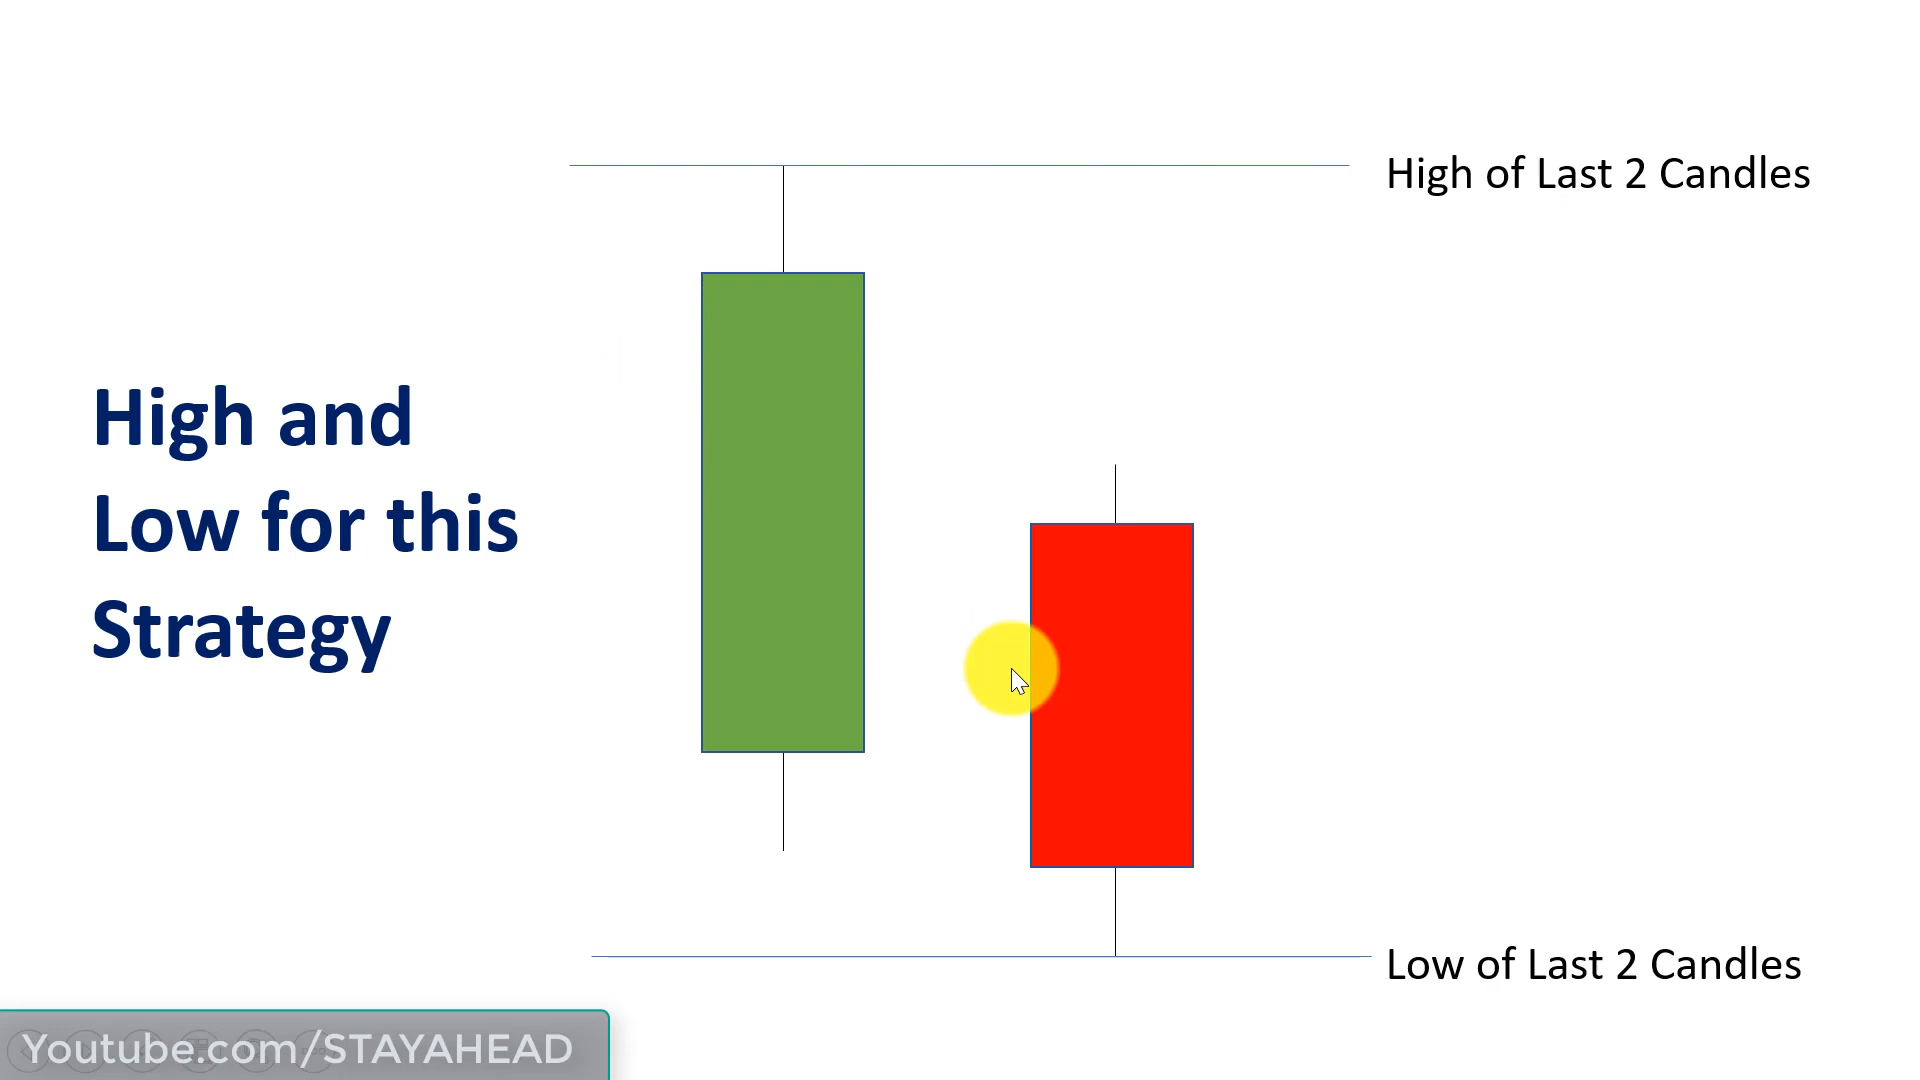 High of Last 2 Candles
High and
Low for this
Strategy
Low of Last 2 Candles
Youtube.com/STAYAHEAD